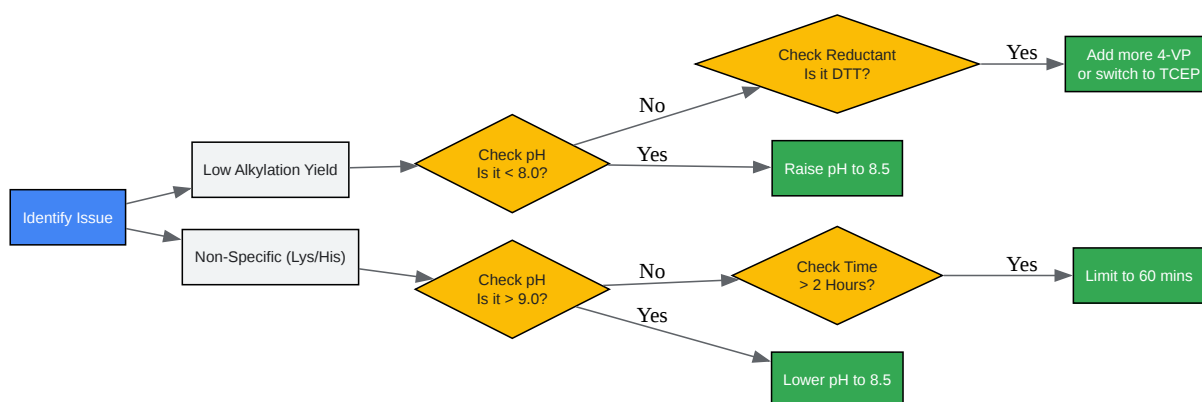 Check Reductant
Is it DTT?
Yes
Add more 4-VP
or switch to TCEP
No
Low Alkylation Yield
Check pH
Is it < 8.0?
Yes
Raise pH to 8.5
Identify Issue
Non-Specific (Lys/His)
Check pH
Is it > 9.0?
No
Check Time
> 2 Hours?
Yes
Limit to 60 mins
Yes
Lower pH to 8.5